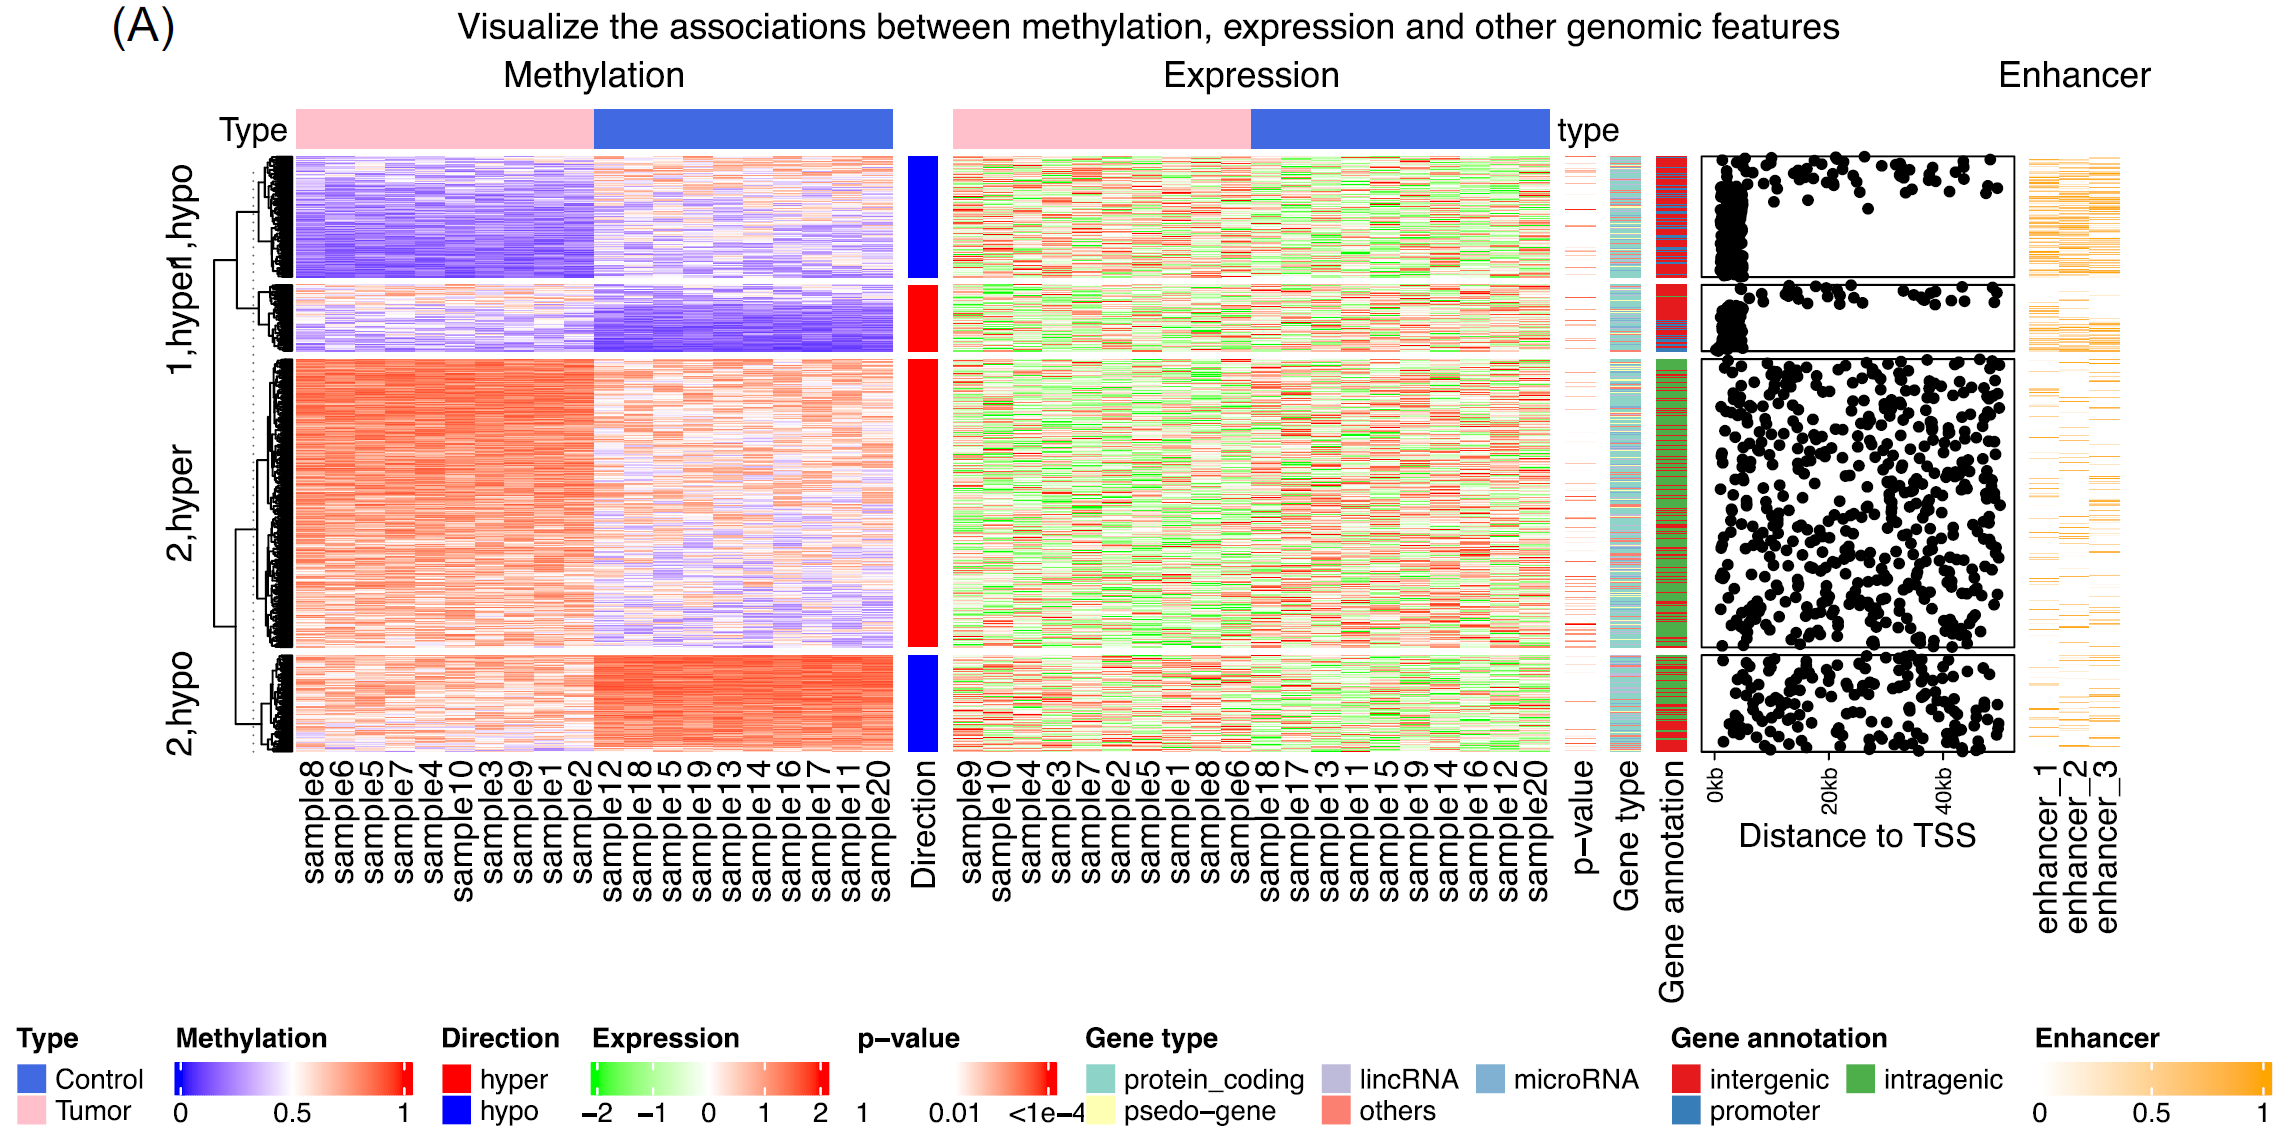 (A)
Visualize the associations between methylation, expression and other genomic features
Methylation
Expression
Enhancer
Type
type
1,hypo
1,hyper
2,hyper
2,hypo
sample8
sample6
sample5
sample7
sample4
sample10
sample3
sample9
sample1
sample2
sample12
sample18
sample15
sample19
sample13
sample14
sample16
sample17
sample11
sample20
Direction
sample9
sample10
sample4
sample3
sample7
sample2
sample5
sample1
sample8
sample6
sample18
sample17
sample13
sample11
sample15
sample19
sample14
sample16
sample12
sample20
p-value
Gene type
Gene annotation
0kb
20kb
40kb
Distance to TSS
enhancer_1
enhancer_2
enhancer_3
Type
Control
Tumor
Methylation
0 0.5 1
Direction
hyper
hypo
Expression
−2 −1 0 1 2
p−value
1 0.01 <1e−4
Gene type
protein_coding lincRNA microRNA
psedo−gene others
Gene annotation
intergenic intragenic
promoter
Enhancer
0 0.5 1